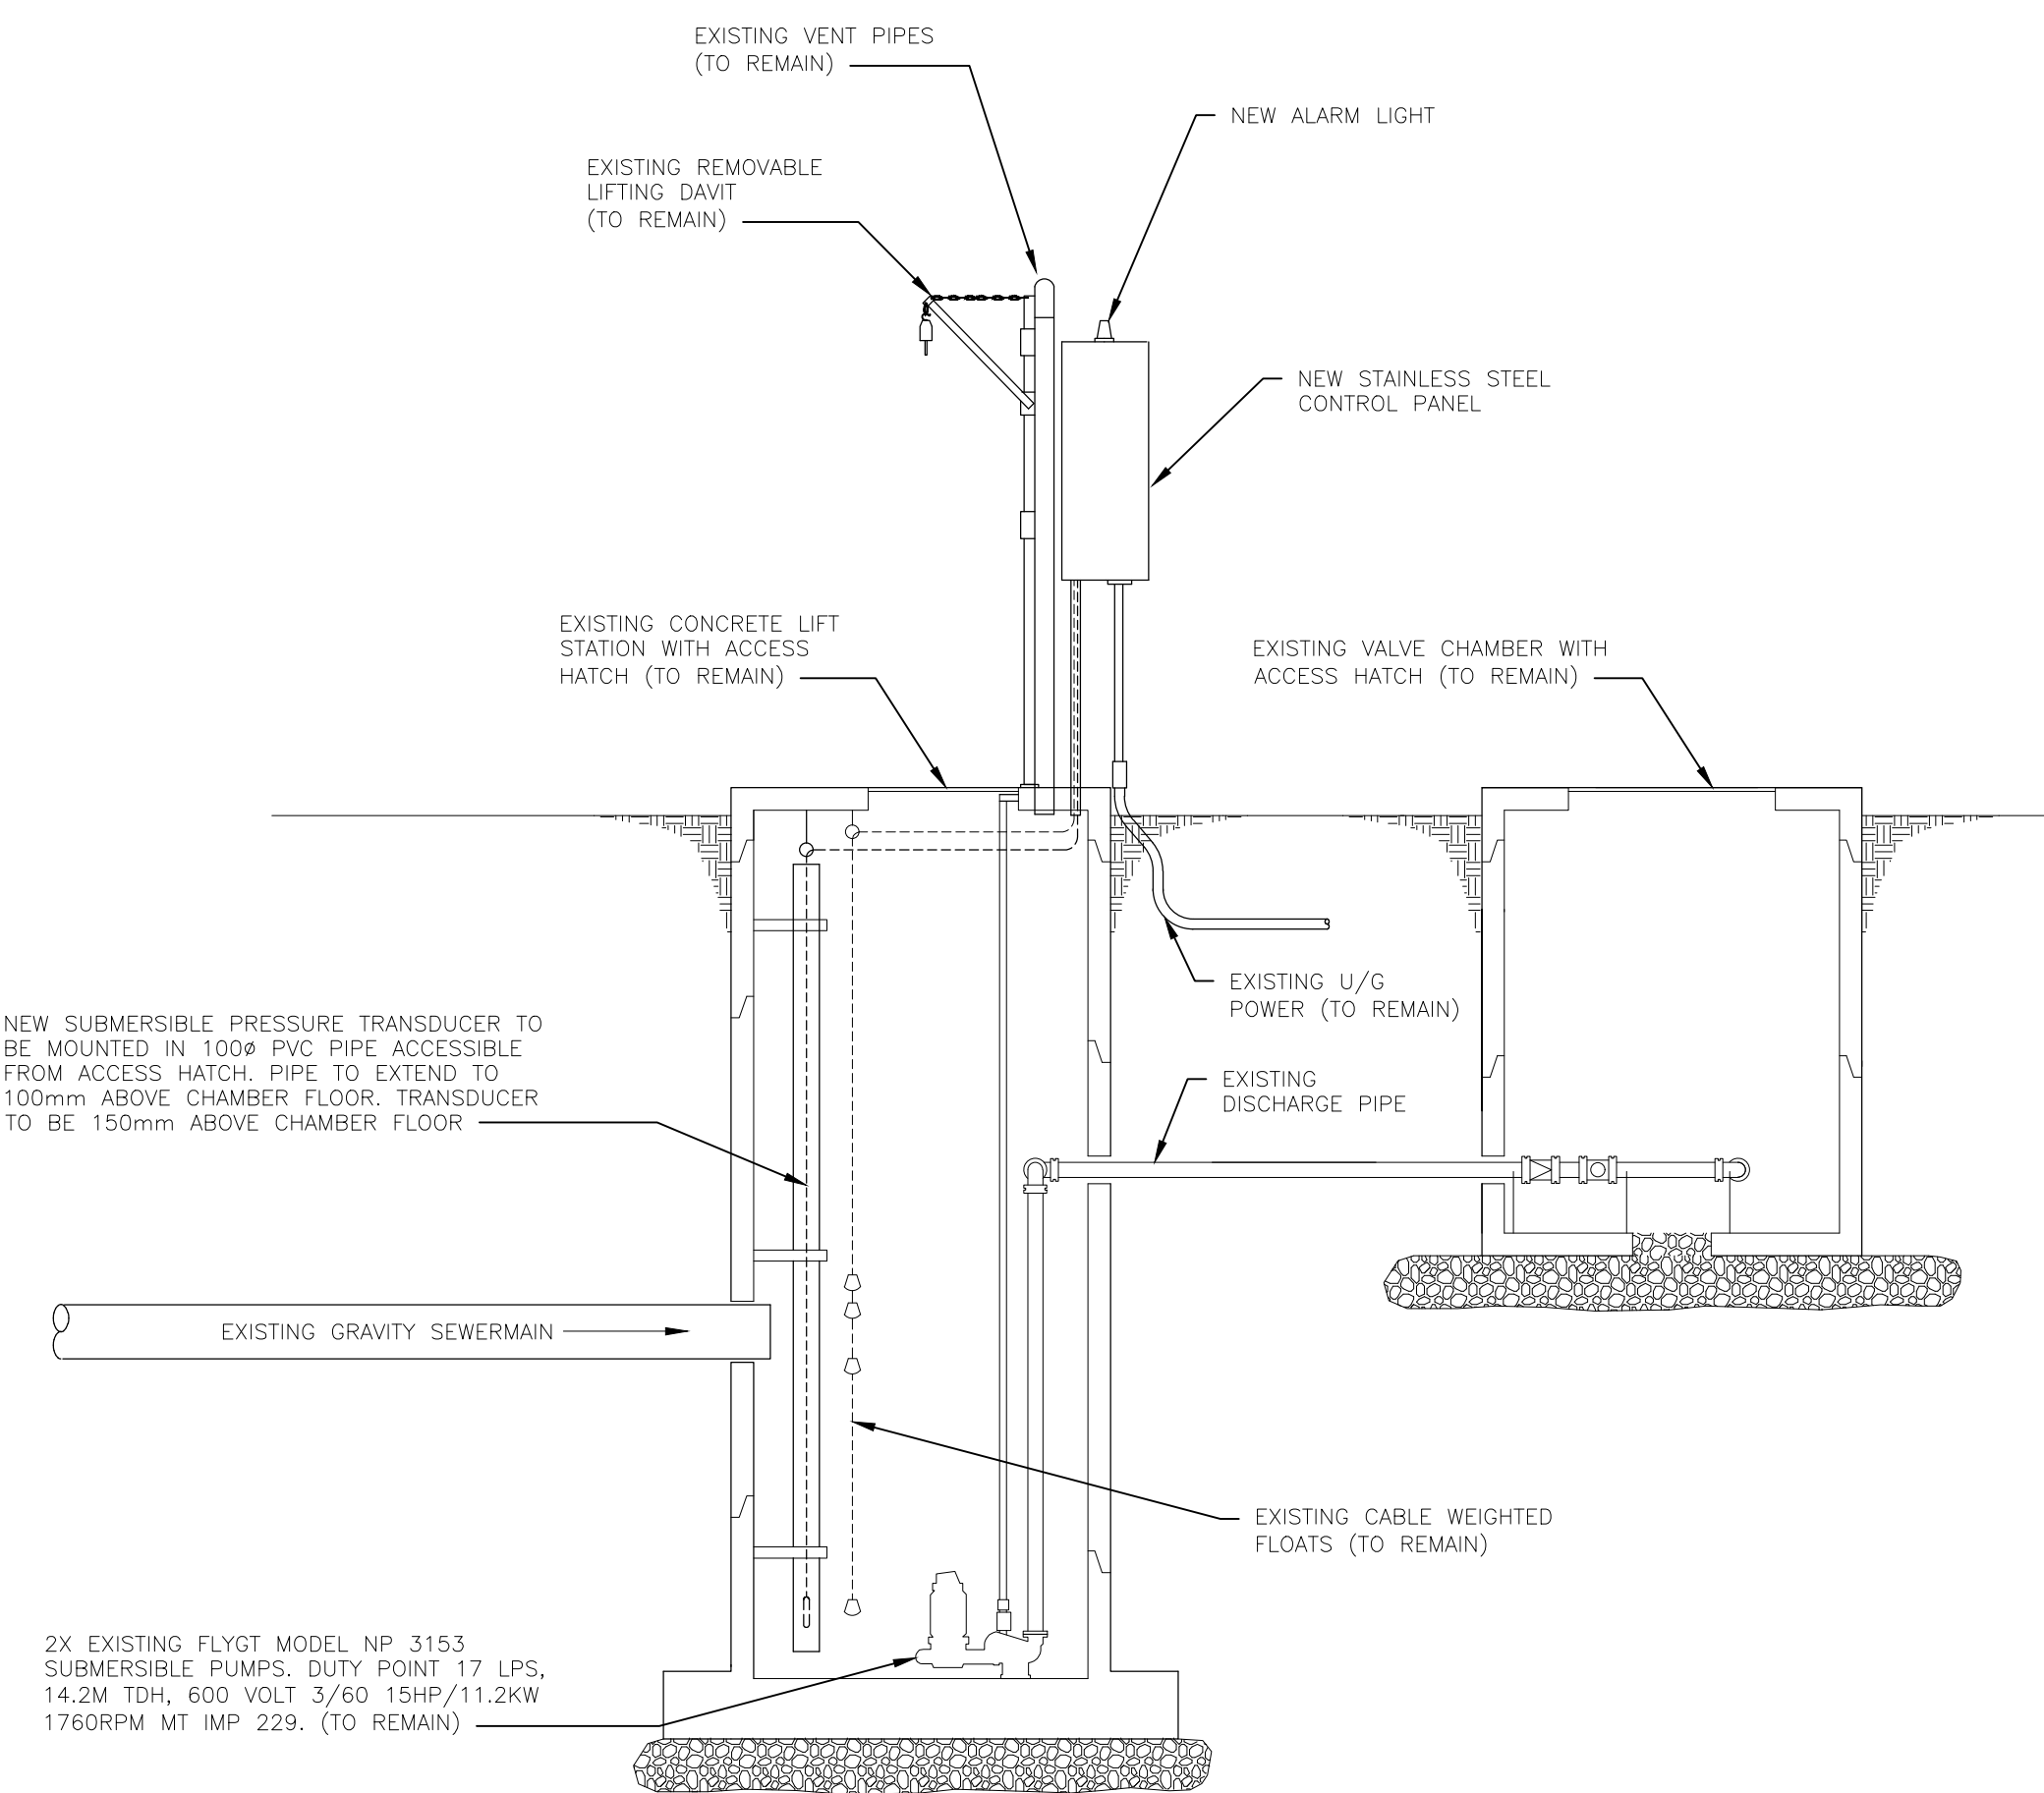 EXISTING VENT PIPES
(TO REMAIN)
NEW ALARM LIGHT
EXISTING REMOVABLE
LIFTING DAVIT
(TO REMAIN)
NEW STAINLESS STEEL
CONTROL PANEL
EXISTING CONCRETE LIFT
STATION WITH ACCESS
HATCH (TO REMAIN)
EXISTING VALVE CHAMBER WITH
ACCESS HATCH (TO REMAIN)
EXISTING U/G
POWER (TO REMAIN)
NEW SUBMERSIBLE PRESSURE TRANSDUCER TO
BE MOUNTED IN 100ø PVC PIPE ACCESSIBLE
FROM ACCESS HATCH. PIPE TO EXTEND TO
100mm ABOVE CHAMBER FLOOR. TRANSDUCER
TO BE 150mm ABOVE CHAMBER FLOOR
EXISTING
DISCHARGE PIPE
EXISTING GRAVITY SEWERMAIN
EXISTING CABLE WEIGHTED
FLOATS (TO REMAIN)
2X EXISTING FLYGT MODEL NP 3153
SUBMERSIBLE PUMPS. DUTY POINT 17 LPS,
14.2M TDH, 600 VOLT 3/60 15HP/11.2KW
1760RPM MT IMP 229. (TO REMAIN)